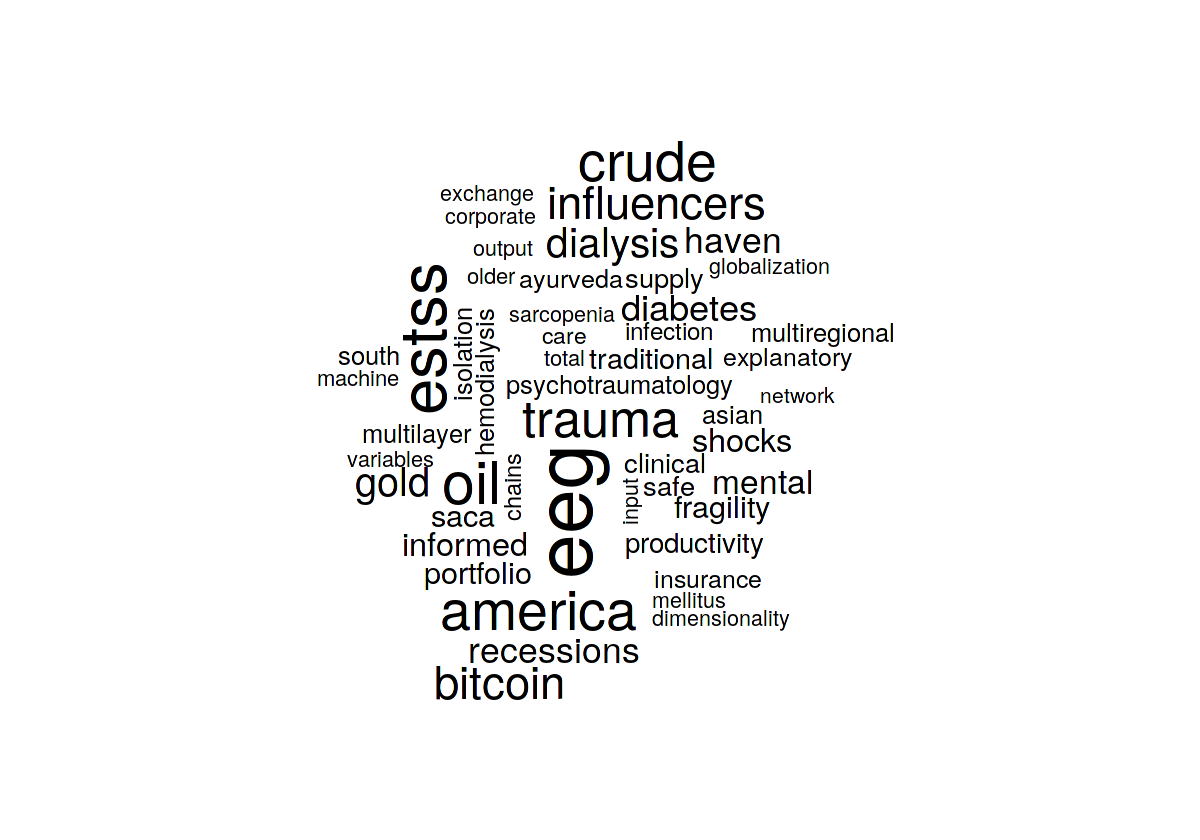 crude
exchange
influencers
corporate
dialysis
haven
output
globalization
older
ayurveda
supply
estss
diabetes
sarcopenia
isolation
hemodialysis
infection
multiregional
care
south
total
traditional
explanatory
machine
psychotraumatology
network
trauma
asian
multilayer
shocks
variables
clinical
gold
oil
chains
eeg
input
safe
mental
saca
fragility
informed
productivity
portfolio
insurance
america
mellitus
dimensionality
recessions
bitcoin